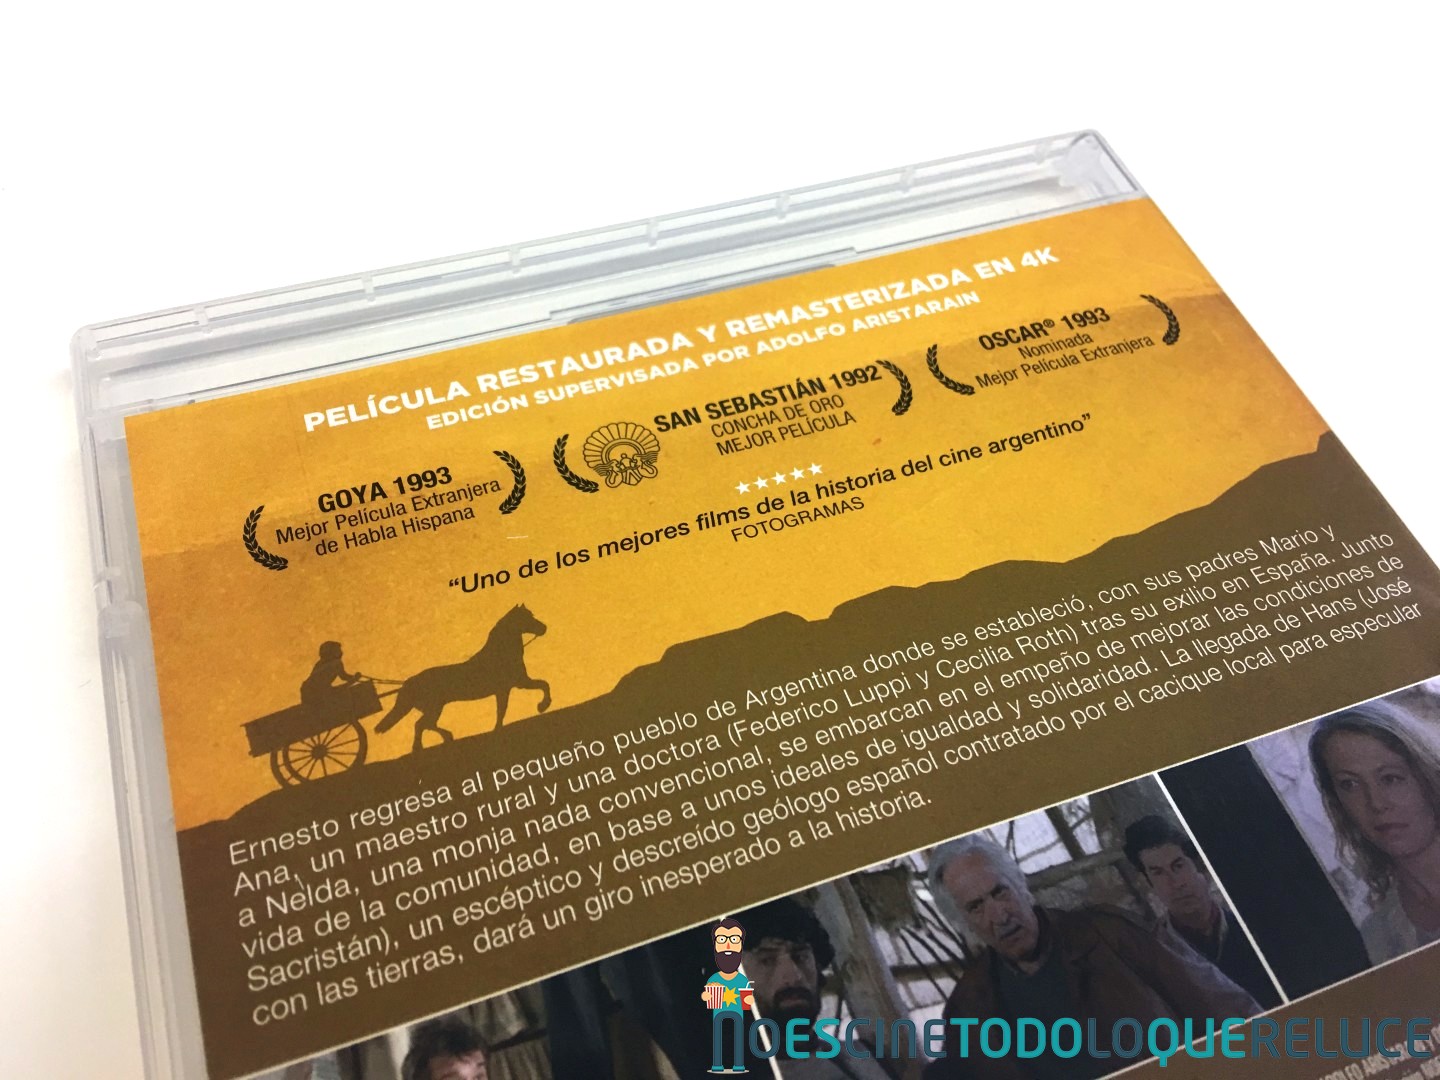 PELÍCULA RESTAURADA Y REMASTERIZADA EN 4K
EDICIÓN SUPERVISADA POR ADOLFO ARISTARAIN
GOYA 1993
Mejor Película Extranjera
de Habla Hispana
SAN SEBASTIÁN 1992
CONCHA DE ORO
MEJOR PELÍCULA
OSCAR® 1993
Nominada
Mejor Película Extranjera
★★★★★
“Uno de los mejores films de la historia del cine argentino”
FOTOGRAMAS
Ernesto regresa al pequeño pueblo de Argentina donde se estableció, con sus padres Mario y
Ana, un maestro rural y una doctora (Federico Luppi y Cecilia Roth) tras su exilio en España. Junto
a Nelda, una monja nada convencional, se embarcan en el empeño de mejorar las condiciones de
vida de la comunidad, en base a unos ideales de igualdad y solidaridad. La llegada de Hans (José
Sacristán), un escéptico y descreído geólogo español contratado por el cacique local para especular
con las tierras, dará un giro inesperado a la historia.
NOESCINETODOLOQUERELUCE